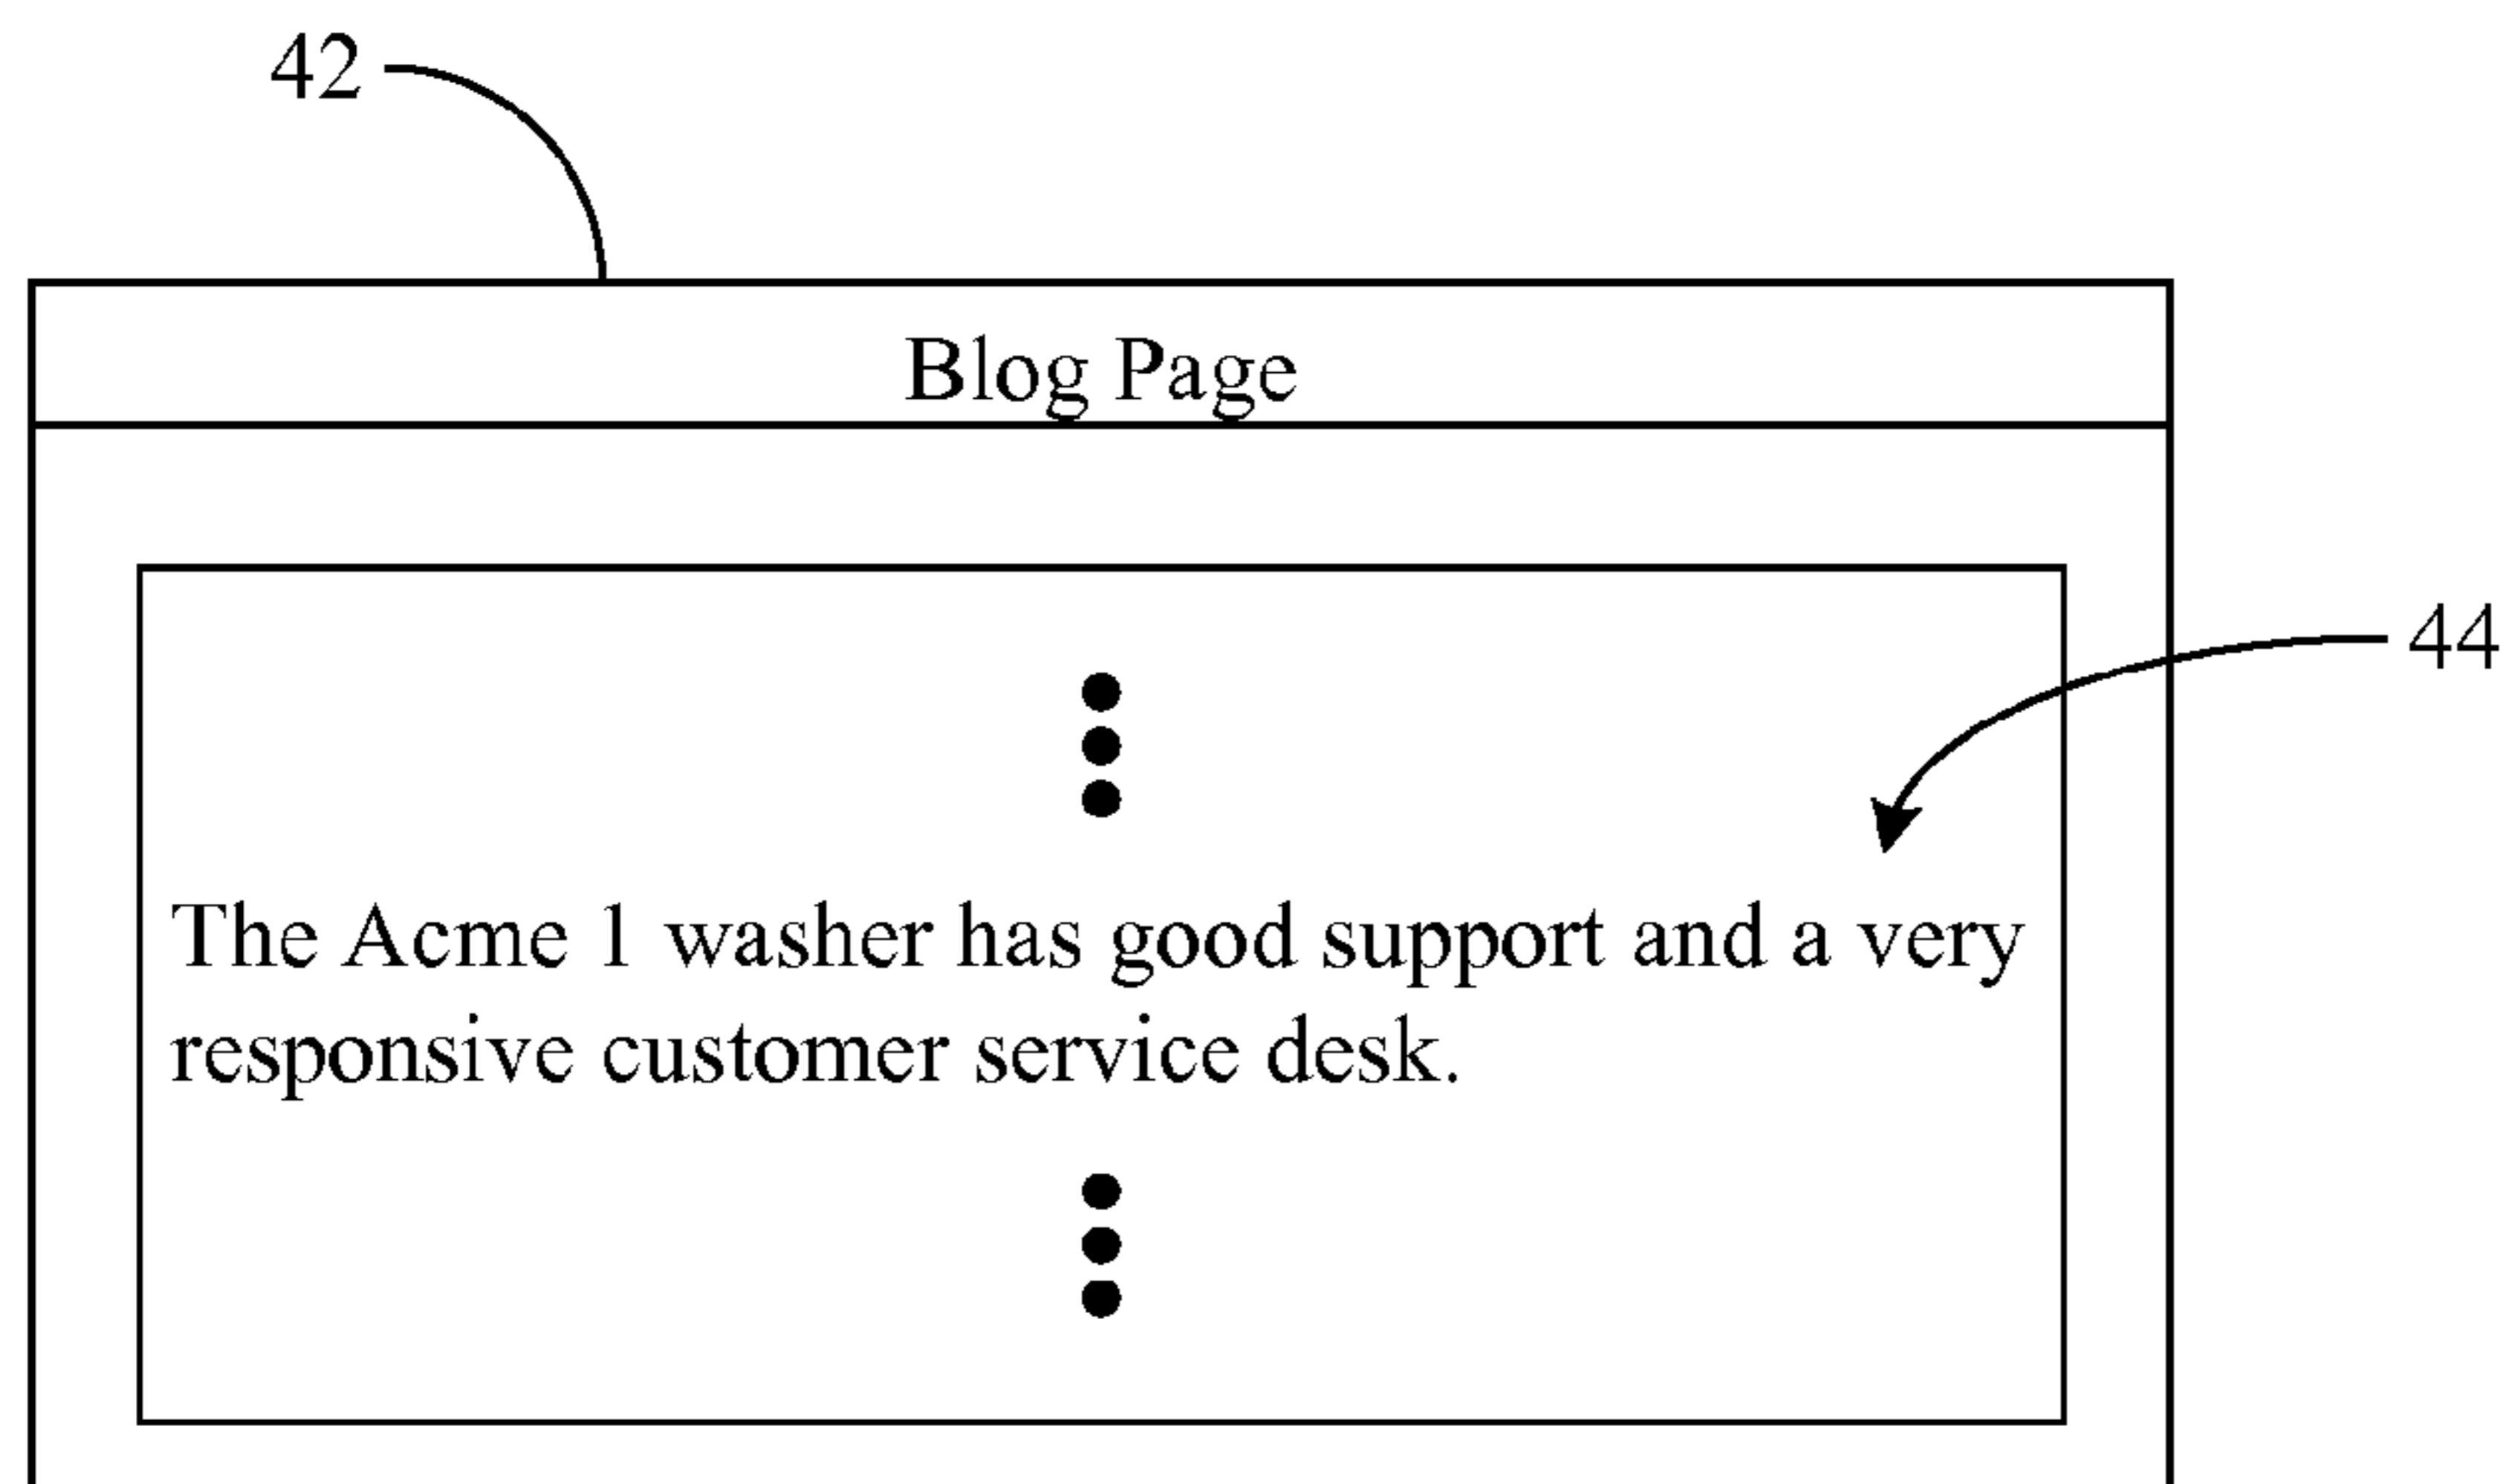 42
Blog Page
44
The Acme 1 washer has good support and a very
responsive customer service desk.